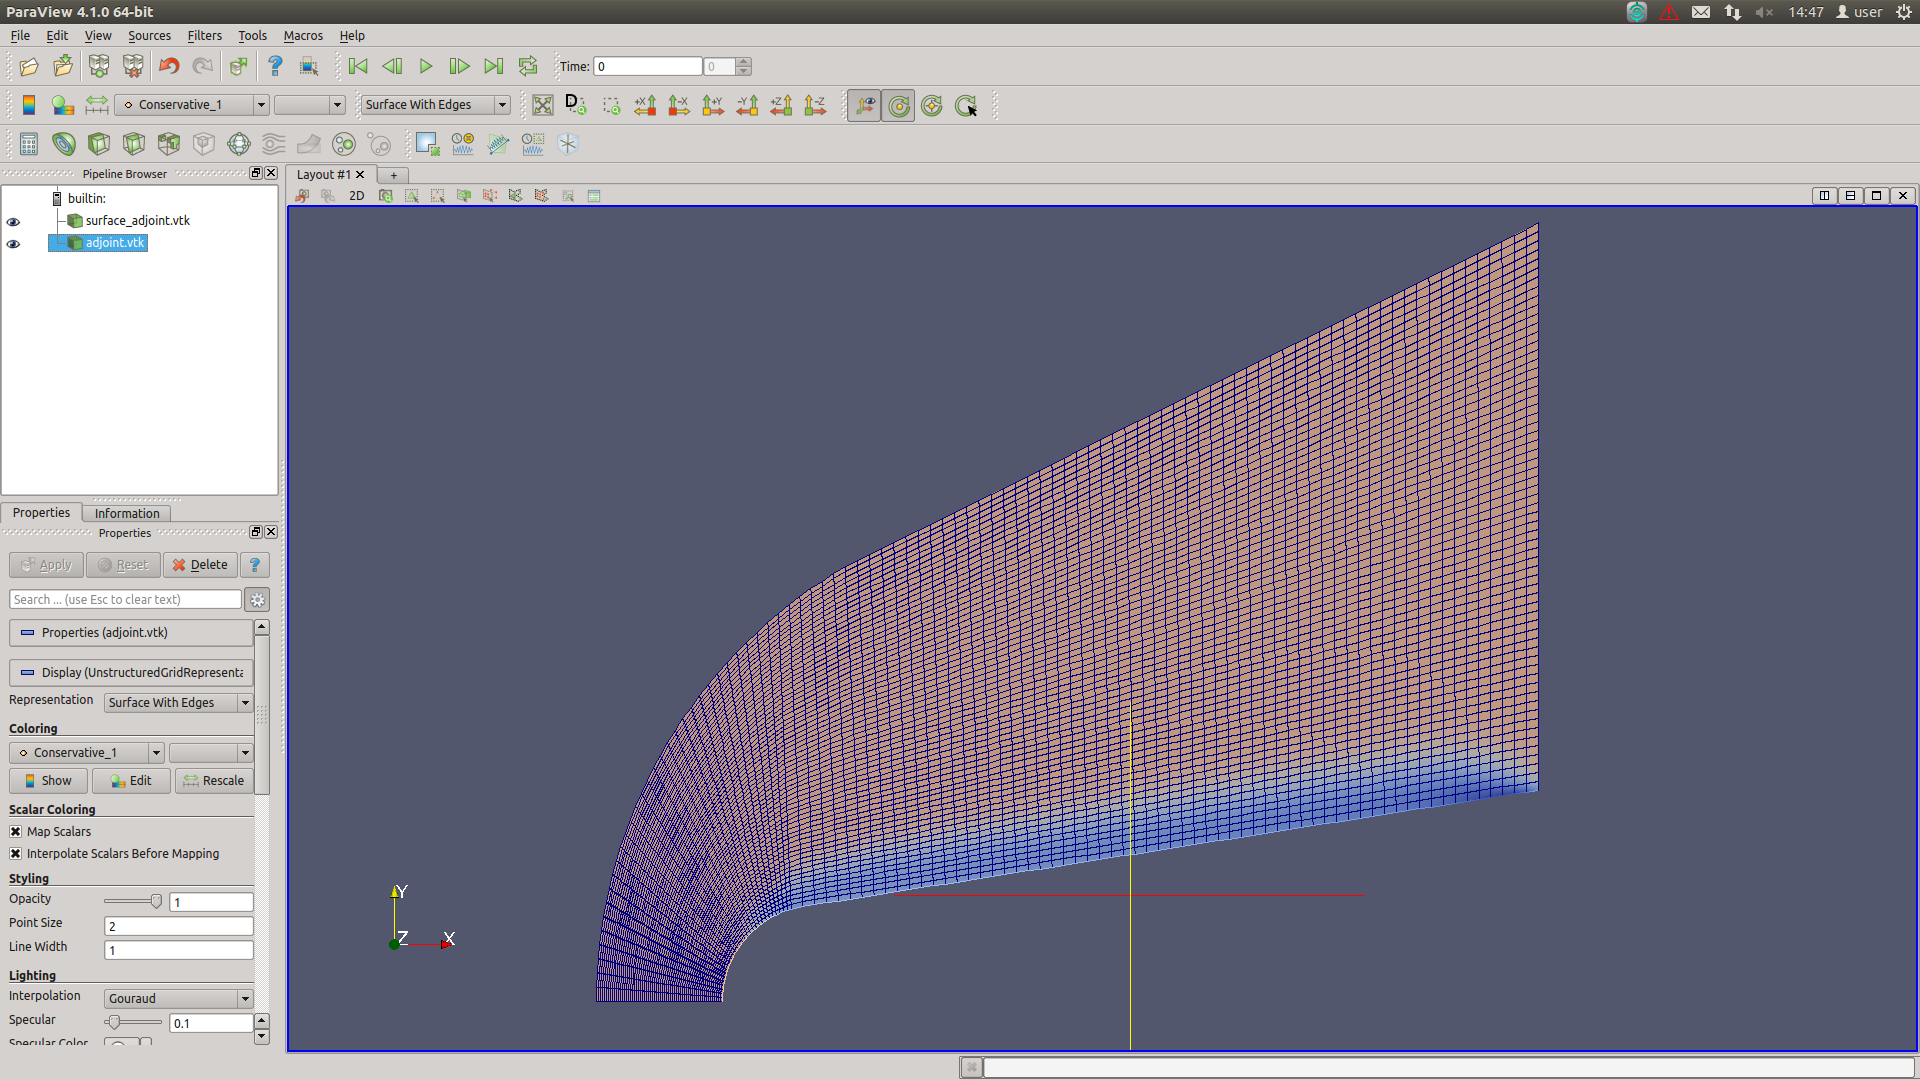 ParaView 4.1.0 64-bit
14:47 user
File Edit View Sources Filters Tools Macros Help
Time: 0 0
Conservative_1 Surface With Edges D +X -X +Y -Y +Z -Z
Pipeline Browser
Layout #1 +
2D
builtin:
surface_adjoint.vtk
adjoint.vtk
Properties Information
Properties
Apply Reset Delete ?
Search ... (use Esc to clear text)
Properties (adjoint.vtk)
Display (UnstructuredGridRepresenta
Representation Surface With Edges
Coloring
Conservative_1
Show Edit Rescale
Scalar Coloring
Map Scalars
Interpolate Scalars Before Mapping
Styling
Opacity 1
Point Size 2
Line Width 1
Lighting
Interpolation Gouraud
Specular 0.1
Specular Color
Y
Z X